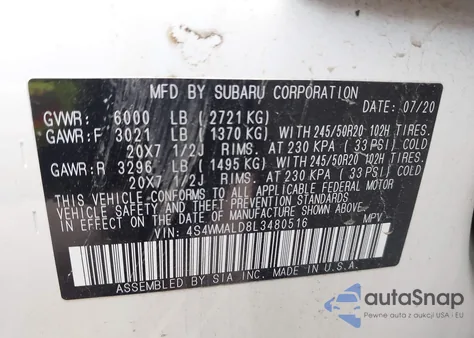 MFD. BY SUBARU CORPORATION
DATE: 07/20
GVWR: 6000 LB (2721 KG)
GAWR:F 3021 LB (1370 KG) WITH 245/50R20 102H TIRES.
20X7 1/2J RIMS. AT 230 KPA ( 33 PSI) COLD
GAWR:R 3296 LB (1495 KG) WITH 245/50R20 102H TIRES.
20X7 1/2J RIMS. AT 230 KPA ( 33 PSI) COLD
THIS VEHICLE CONFORMS TO ALL APPLICABLE FEDERAL MOTOR
VEHICLE SAFETY AND THEFT PREVENTION STANDARDS
IN EFFECT ON THE DATE OF MANUFACTURE SHOWN ABOVE.
VIN: 4S4WMALD8L3480516 MPV
ASSEMBLED BY SIA INC. MADE IN U.S.A.
autoSnap
Pewne auto z aukcji USA i EU